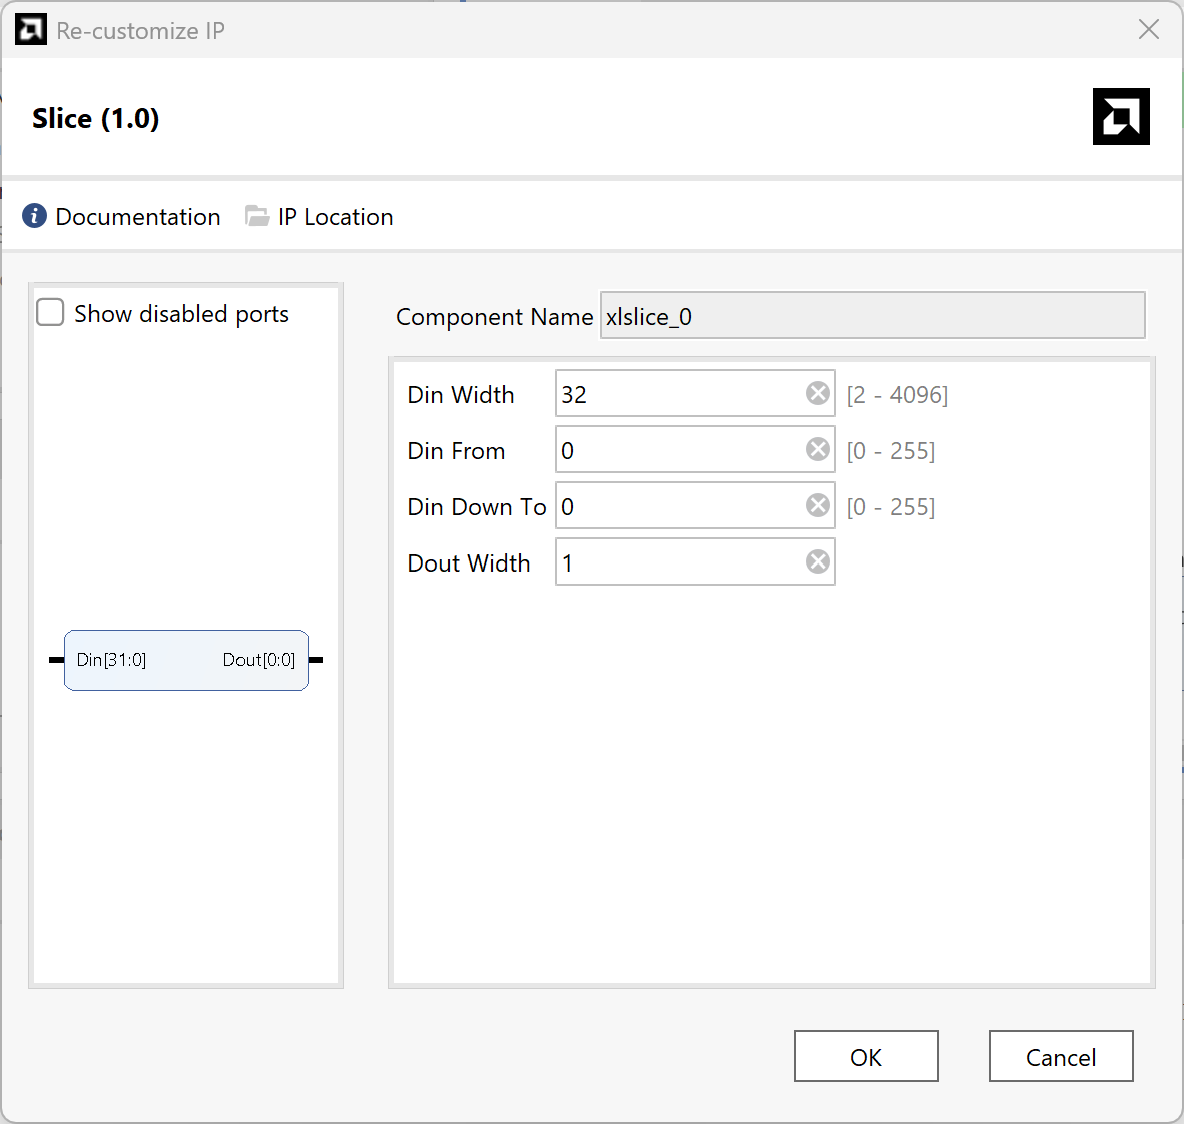 Re-customize IP
Slice (1.0)
Documentation IP Location
Show disabled ports
Component Name xlslice_0
Din Width 32 [2 - 4096]
Din From 0 [0 - 255]
Din Down To 0 [0 - 255]
Dout Width 1
Din[31:0] Dout[0:0]
OK Cancel